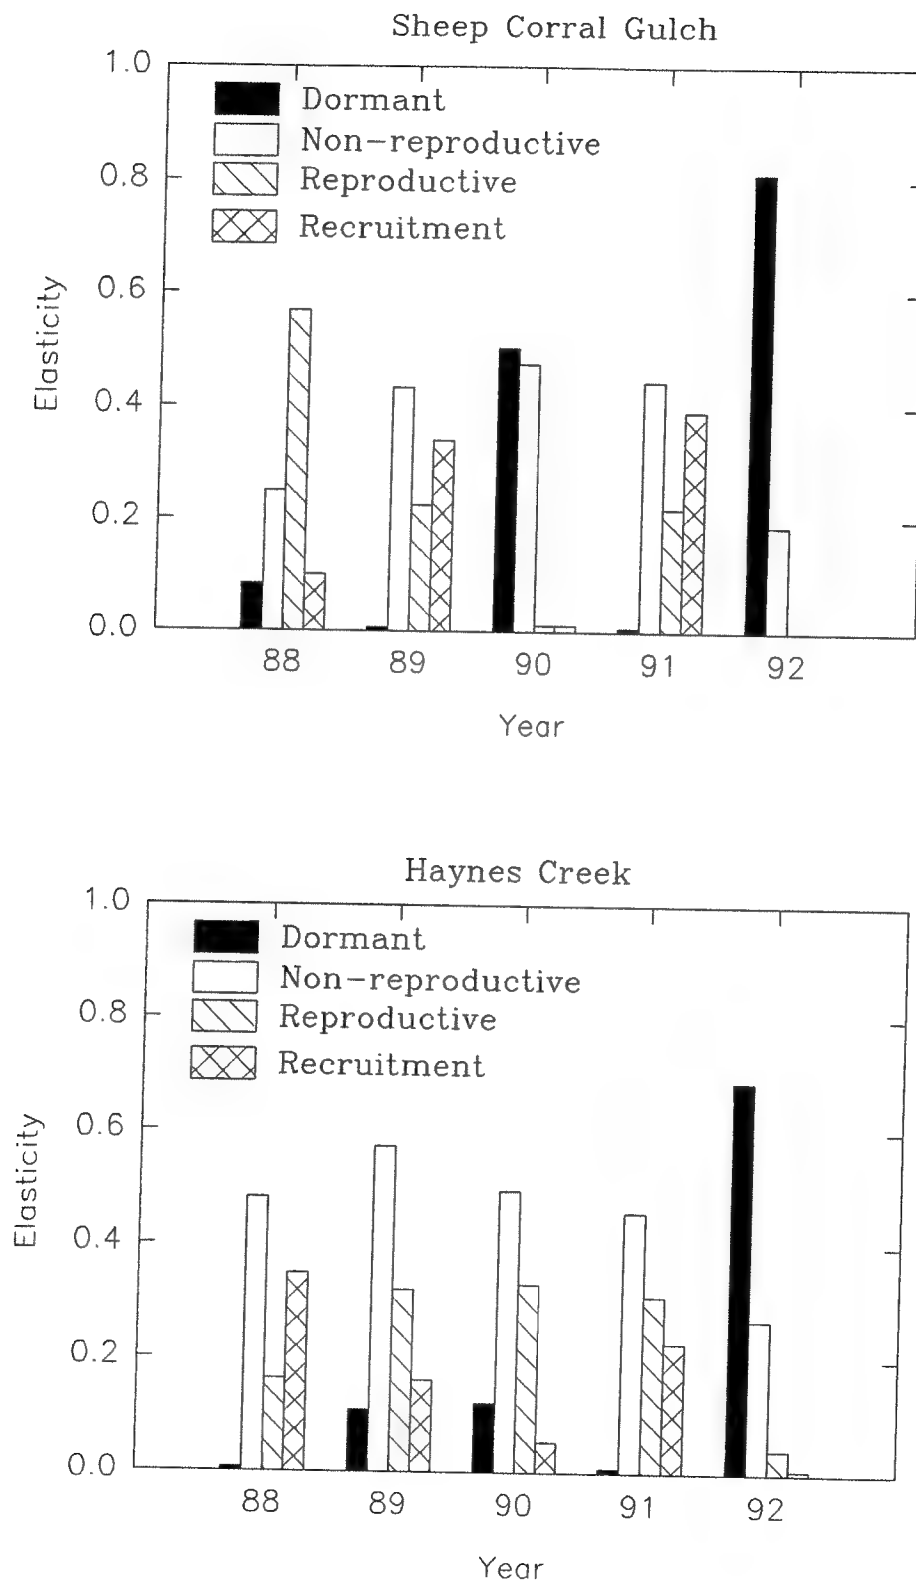 Sheep Corral Gulch
1.0
0.8
0.6
0.4
0.2
0.0
Elasticity
Dormant
Non-reproductive
Reproductive
Recruitment
88 89 90 91 92
Year
Haynes Creek
1.0
0.8
0.6
0.4
0.2
0.0
Elasticity
Dormant
Non-reproductive
Reproductive
Recruitment
88 89 90 91 92
Year